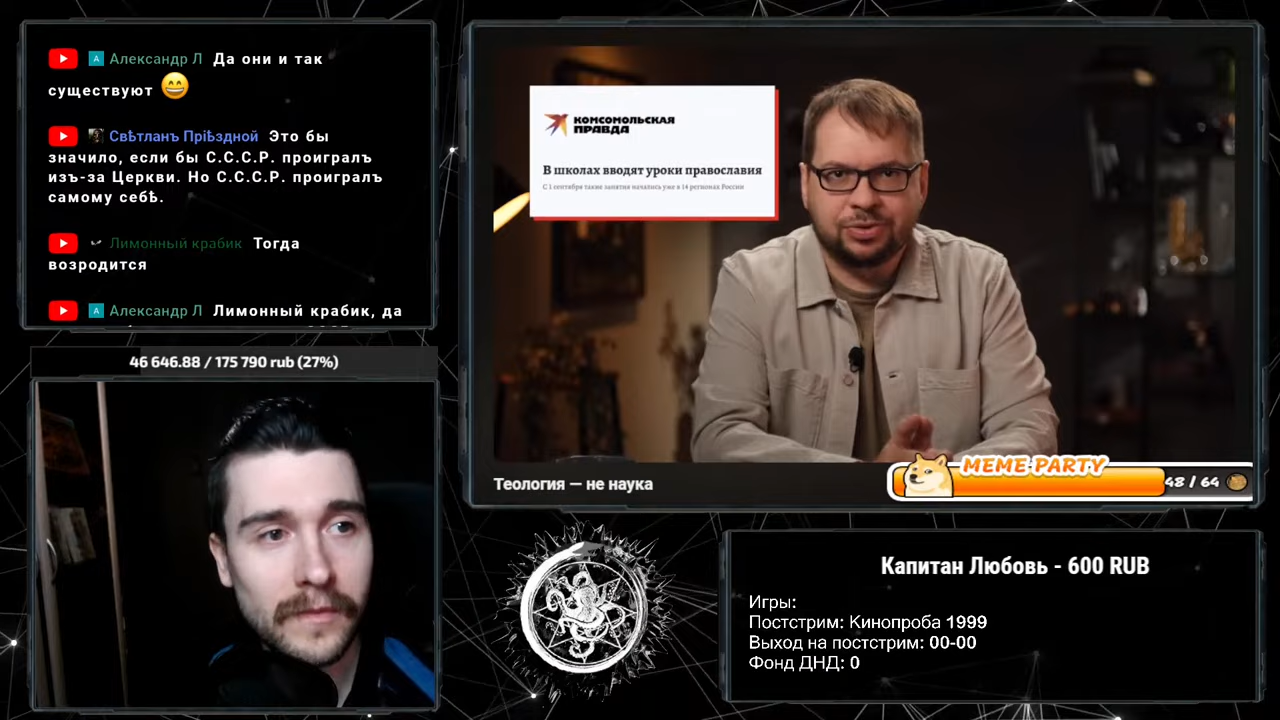 Александр Л Да они и так
существуют
Свѣтланъ Прiѣздной Это бы
значило, если бы С.С.С.Р. проигралъ
изъ-за Церкви. Но С.С.С.Р. проигралъ
самому себѣ.
Лимонный крабик Тогда
возродится
Александр Л Лимонный крабик, да
46 646.88 / 175 790 rub (27%)
КОМСОМОЛЬСКАЯ
ПРАВДА
В школах вводят уроки православия
С 1 сентября такие занятия начались уже в 14 регионах России
Теология — не наука
MEME PARTY
48 / 64
Капитан Любовь - 600 RUB
Игры:
Постстрим: Кинопроба 1999
Выход на постстрим: 00-00
Фонд ДНД: 0